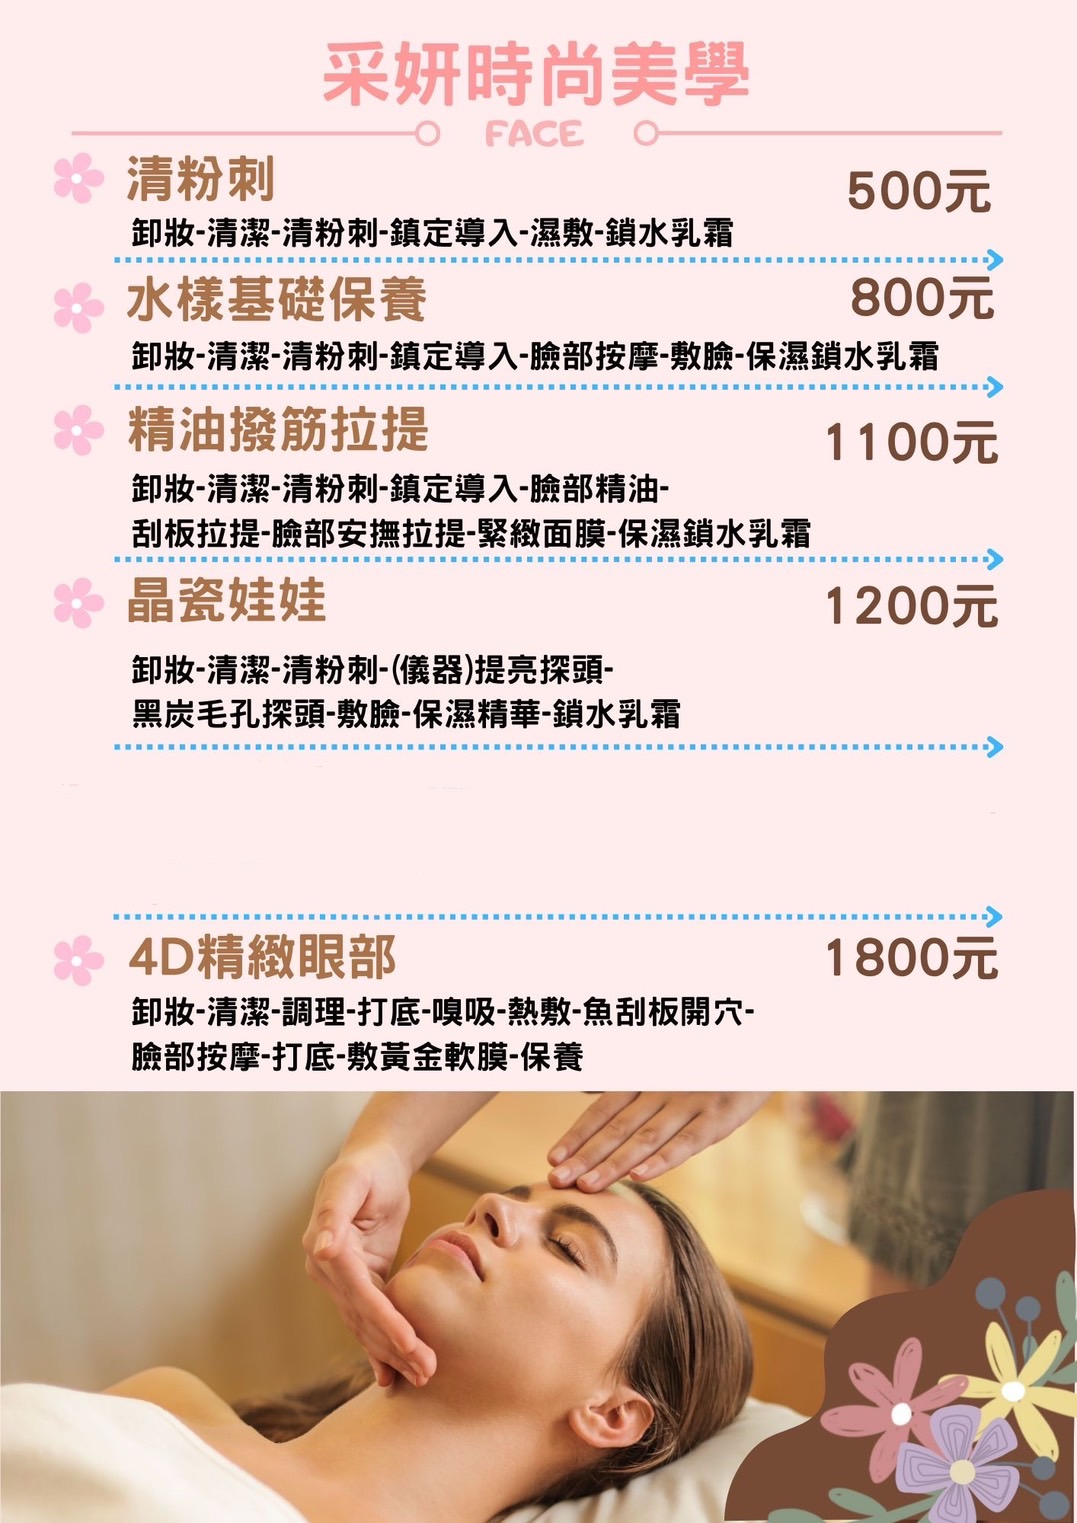 采妍時尚美學
FACE
清粉刺
500元
卸妝-清潔-清粉刺-鎮定導入-濕敷-鎖水乳霜
水樣基礎保養
800元
卸妝-清潔-清粉刺-鎮定導入-臉部按摩-敷臉-保濕鎖水乳霜
精油撥筋拉提
1100元
卸妝-清潔-清粉刺-鎮定導入-臉部精油-
刮板拉提-臉部安撫拉提-緊緻面膜-保濕鎖水乳霜
晶瓷娃娃
1200元
卸妝-清潔-清粉刺-(儀器)提亮探頭-
黑炭毛孔探頭-敷臉-保濕精華-鎖水乳霜
4D精緻眼部
1800元
卸妝-清潔-調理-打底-嗅吸-熱敷-魚刮板開穴-
臉部按摩-打底-敷黃金軟膜-保養